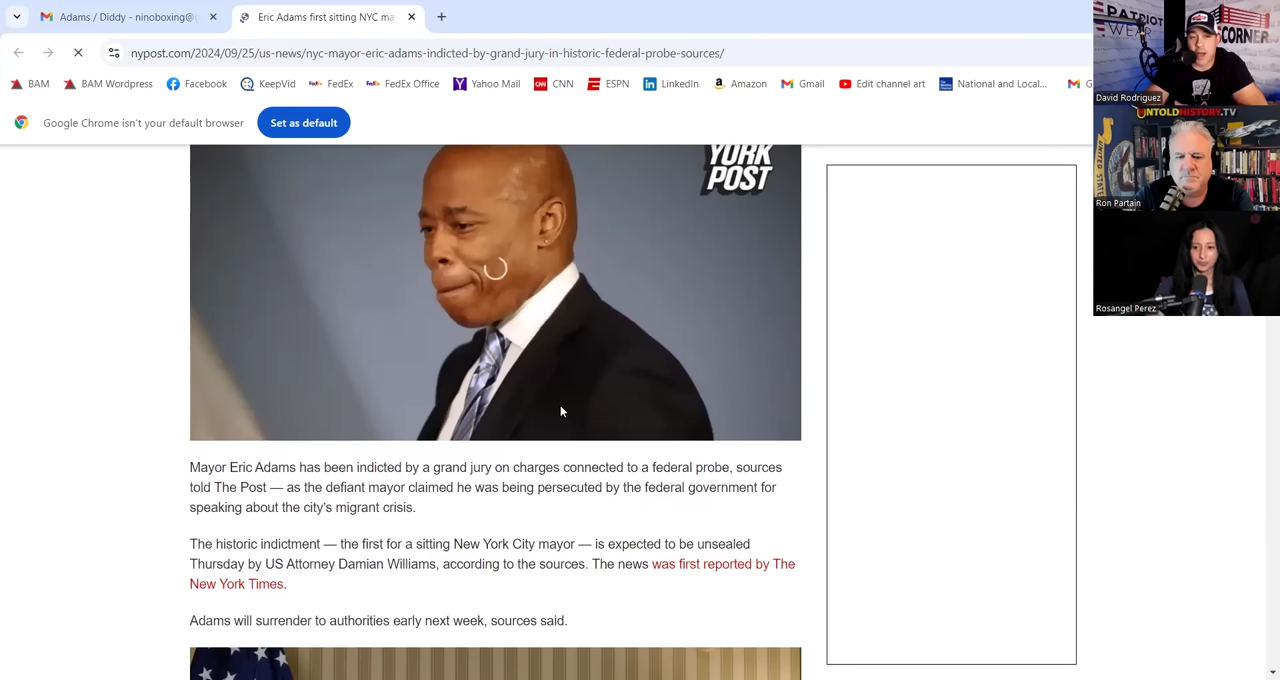 Adams / Diddy - ninoboxing@
Eric Adams first sitting NYC ma
nypost.com/2024/09/25/us-news/nyc-mayor-eric-adams-indicted-by-grand-jury-in-historic-federal-probe-sources/
BAM
BAM Wordpress
Facebook
KeepVid
FedEx
FedEx Office
Yahoo Mail
CNN
ESPN
LinkedIn
Amazon
Gmail
Edit channel art
National and Local...
G
Google Chrome isn't your default browser
Set as default
PATRIOT
WEAR
CORNER
David Rodriguez
UNTOLDHISTORY.TV
Ron Partain
Rosangel Perez
YORK
POST
Mayor Eric Adams has been indicted by a grand jury on charges connected to a federal probe, sources
told The Post — as the defiant mayor claimed he was being persecuted by the federal government for
speaking about the city's migrant crisis.
The historic indictment — the first for a sitting New York City mayor — is expected to be unsealed
Thursday by US Attorney Damian Williams, according to the sources. The news was first reported by The
New York Times.
Adams will surrender to authorities early next week, sources said.